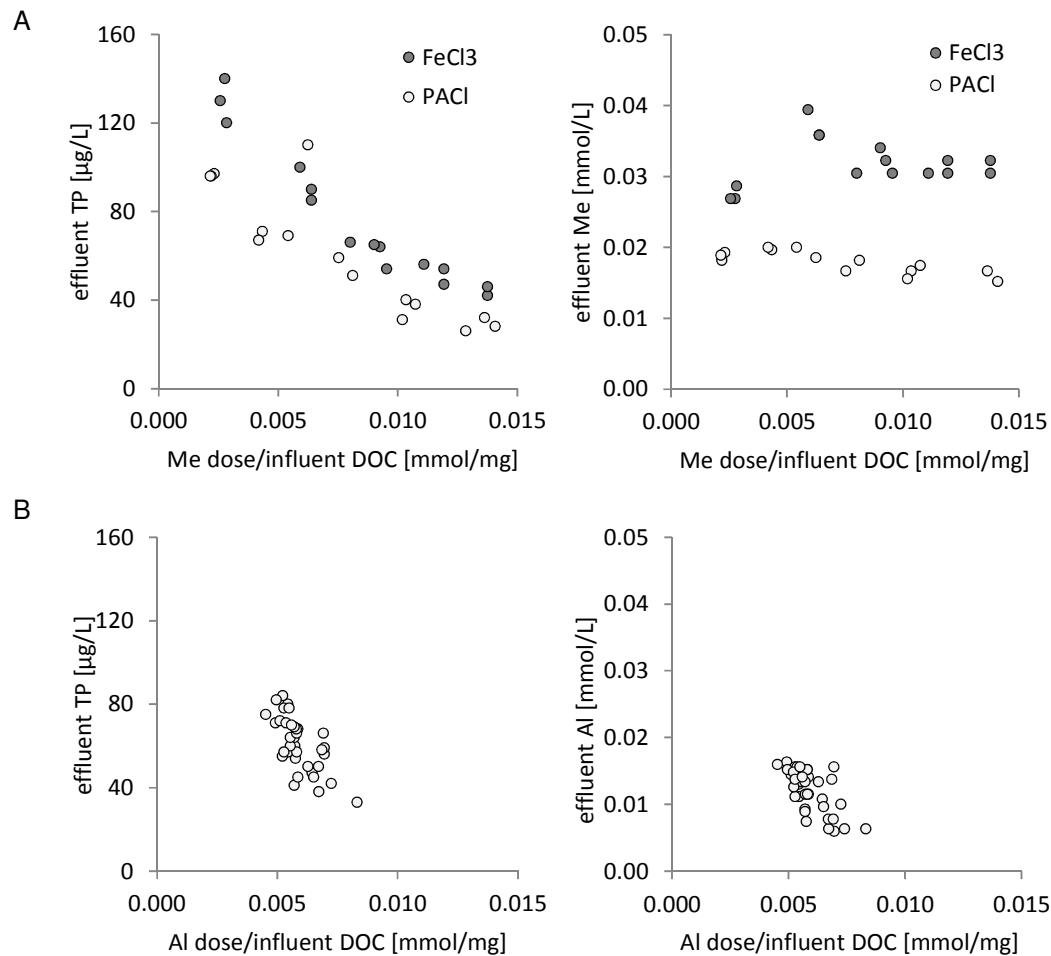 A
effluent TP [µg/L]
160
120
80
40
0
0.000 0.005 0.010 0.015
Me dose/influent DOC [mmol/mg]
FeCl3
PACl
effluent Me [mmol/L]
0.05
0.04
0.03
0.02
0.01
0.00
0.000 0.005 0.010 0.015
Me dose/influent DOC [mmol/mg]
FeCl3
PACl
B
effluent TP [µg/L]
160
120
80
40
0
0.000 0.005 0.010 0.015
Al dose/influent DOC [mmol/mg]
effluent Al [mmol/L]
0.05
0.04
0.03
0.02
0.01
0.00
0.000 0.005 0.010 0.015
Al dose/influent DOC [mmol/mg]